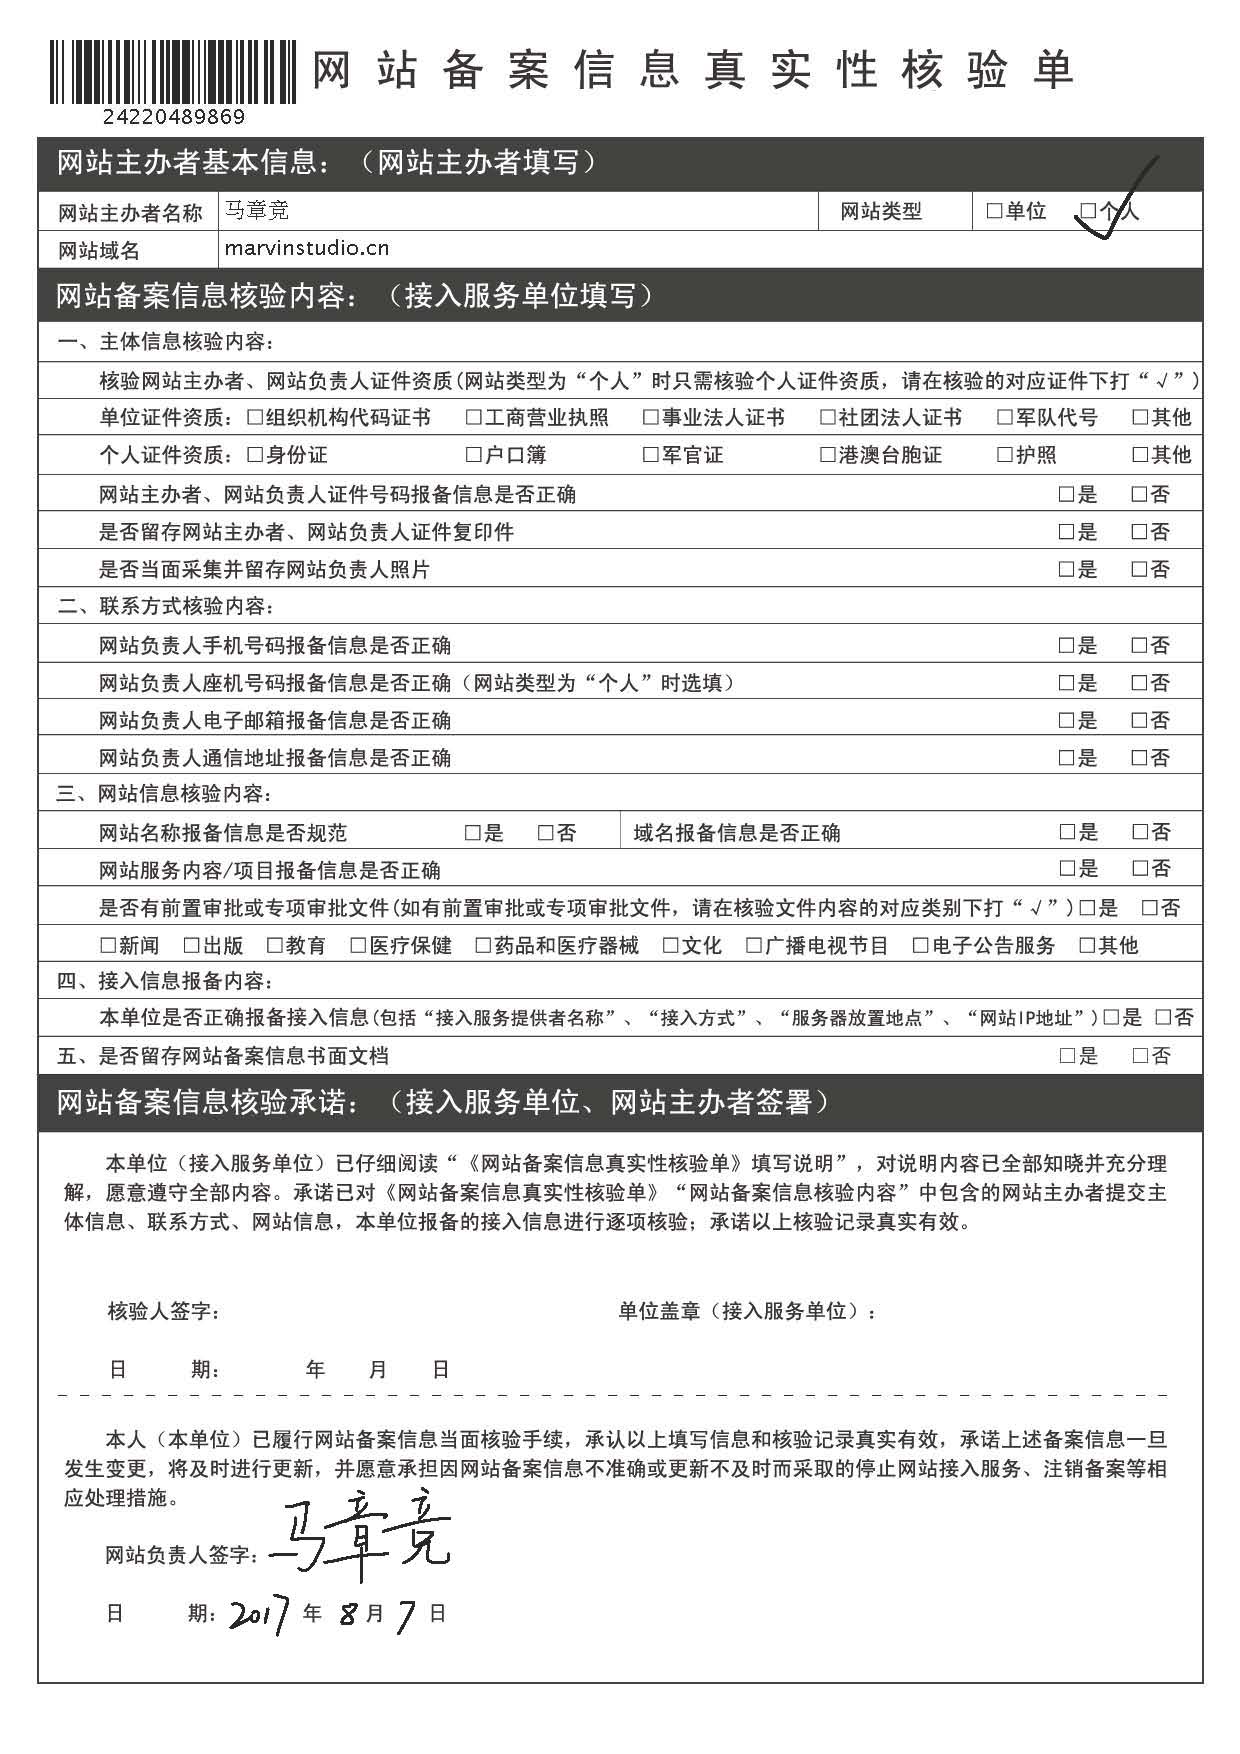 网站备案信息真实性核验单
24220489869
网站主办者基本信息：（网站主办者填写）
网站主办者名称 马章竞 网站类型 □单位 □个人
网站域名 marvinstudio.cn
网站备案信息核验内容：（接入服务单位填写）
一、主体信息核验内容：
核验网站主办者、网站负责人证件资质(网站类型为“个人”时只需核验个人证件资质，请在核验的对应证件下打“√”)
单位证件资质：□组织机构代码证书 □工商营业执照 □事业法人证书 □社团法人证书 □军队代号 □其他
个人证件资质：□身份证 □户口簿 □军官证 □港澳台胞证 □护照 □其他
网站主办者、网站负责人证件号码报备信息是否正确 □是 □否
是否留存网站主办者、网站负责人证件复印件 □是 □否
是否当面采集并留存网站负责人照片 □是 □否
二、联系方式核验内容：
网站负责人手机号码报备信息是否正确 □是 □否
网站负责人座机号码报备信息是否正确（网站类型为“个人”时选填） □是 □否
网站负责人电子邮箱报备信息是否正确 □是 □否
网站负责人通信地址报备信息是否正确 □是 □否
三、网站信息核验内容：
网站名称报备信息是否规范 □是 □否 域名报备信息是否正确 □是 □否
网站服务内容/项目报备信息是否正确 □是 □否
是否有前置审批或专项审批文件(如有前置审批或专项审批文件，请在核验文件内容的对应类别下打“√”)□是 □否
□新闻 □出版 □教育 □医疗保健 □药品和医疗器械 □文化 □广播电视节目 □电子公告服务 □其他
四、接入信息报备内容：
本单位是否正确报备接入信息(包括“接入服务提供者名称”、“接入方式”、“服务器放置地点”、“网站IP地址”)□是 □否
五、是否留存网站备案信息书面文档 □是 □否
网站备案信息核验承诺：（接入服务单位、网站主办者签署）
本单位（接入服务单位）已仔细阅读“《网站备案信息真实性核验单》填写说明”，对说明内容已全部知晓并充分理
解，愿意遵守全部内容。承诺已对《网站备案信息真实性核验单》“网站备案信息核验内容”中包含的网站主办者提交主
体信息、联系方式、网站信息，本单位报备的接入信息进行逐项核验；承诺以上核验记录真实有效。
核验人签字： 单位盖章（接入服务单位）：
日 期： 年 月 日
本人（本单位）已履行网站备案信息当面核验手续，承认以上填写信息和核验记录真实有效，承诺上述备案信息一旦
发生变更，将及时进行更新，并愿意承担因网站备案信息不准确或更新不及时而采取的停止网站接入服务、注销备案等相
应处理措施。
网站负责人签字：马章竞
日 期：2017 年 8 月 7 日